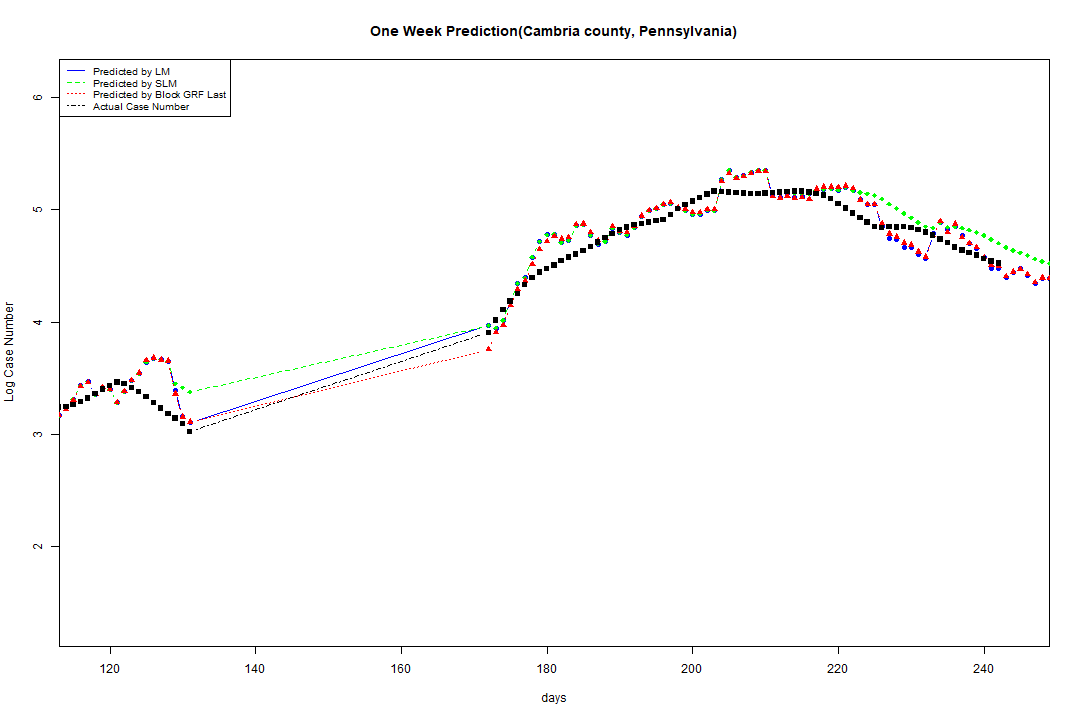 One Week Prediction(Cambria county, Pennsylvania)
Predicted by LM
Predicted by SLM
Predicted by Block GRF Last
Actual Case Number
6
5
4
3
2
Log Case Number
120 140 160 180 200 220 240
days